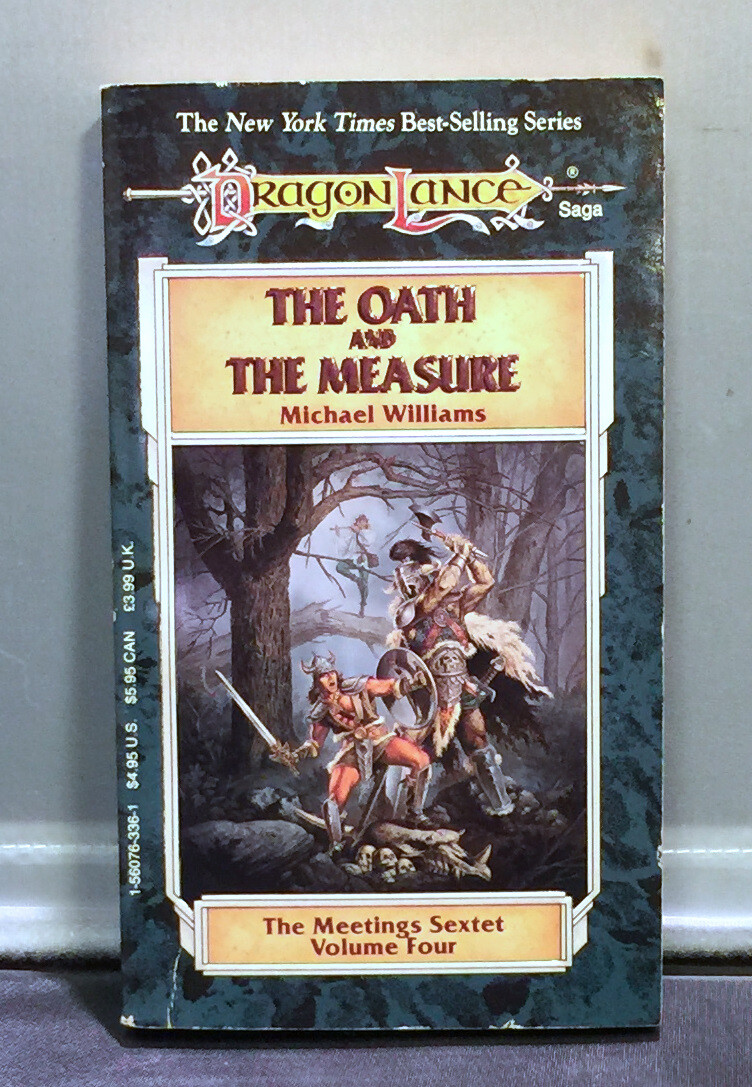 The New York Times Best-Selling Series
DRAGONLANCE®
Saga
THE OATH
AND
THE MEASURE
Michael Williams
1-56076-336-1 $4.95 U.S. $5.95 CAN £3.99 U.K.
The Meetings Sextet
Volume Four